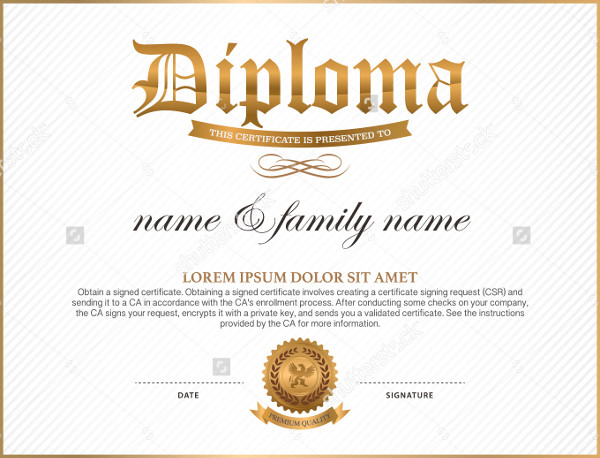 Diploma
THIS CERTIFICATE IS PRESENTED TO
name & family name
LOREM IPSUM DOLOR SIT AMET
Obtain a signed certificate. Obtaining a signed certificate involves creating a certificate signing request (CSR) and
sending it to a CA in accordance with the CA's enrollment process. After conducting some checks on your company,
the CA signs your request, encrypts it with a private key, and sends you a validated certificate. See the instructions
provided by the CA for more information.
DATE
SIGNATURE
PREMIUM QUALITY